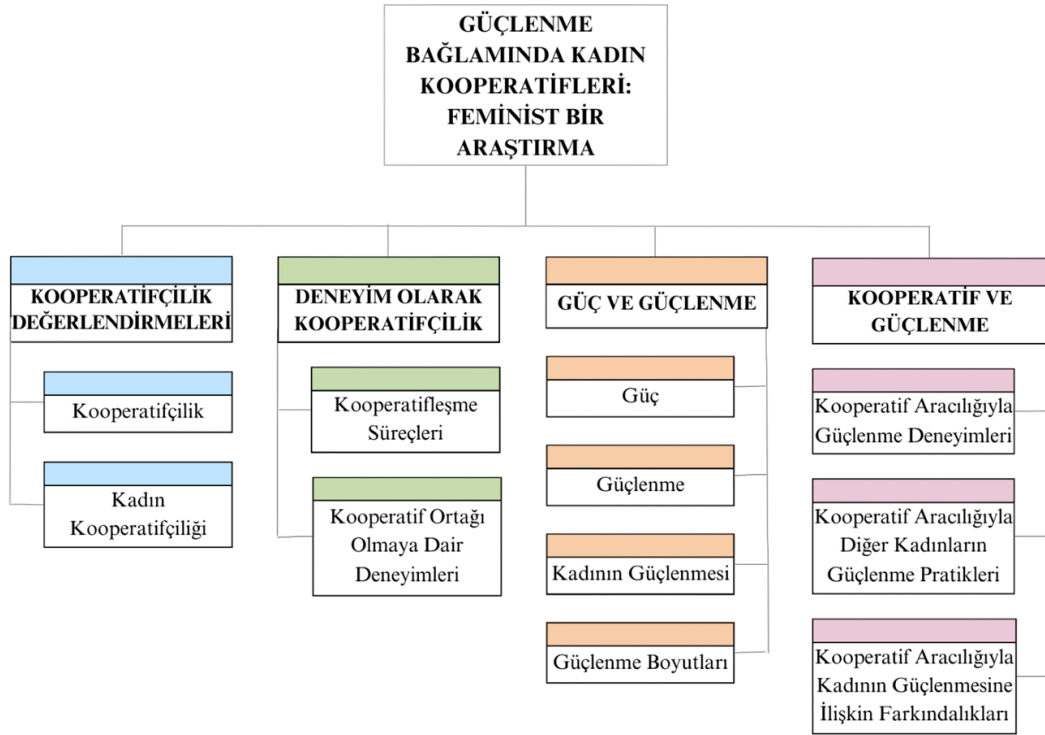 GÜÇLENME
BAĞLAMINDA KADIN
KOOPERATİFLERİ:
FEMİNİST BİR
ARAŞTIRMA
KOOPERATİFÇİLİK
DEĞERLENDİRMELERİ
Kooperatifçilik
Kadın
Kooperatifçiliği
DENEYİM OLARAK
KOOPERATİFÇİLİK
Kooperatifleşme
Süreçleri
Kooperatif Ortağı
Olmaya Dair
Deneyimleri
GÜÇ VE GÜÇLENME
Güç
Güçlenme
Kadının Güçlenmesi
Güçlenme Boyutları
KOOPERATİF VE
GÜÇLENME
Kooperatif Aracılığıyla
Güçlenme Deneyimleri
Kooperatif Aracılığıyla
Diğer Kadınların
Güçlenme Pratikleri
Kooperatif Aracılığıyla
Kadının Güçlenmesine
İlişkin Farkındalıkları